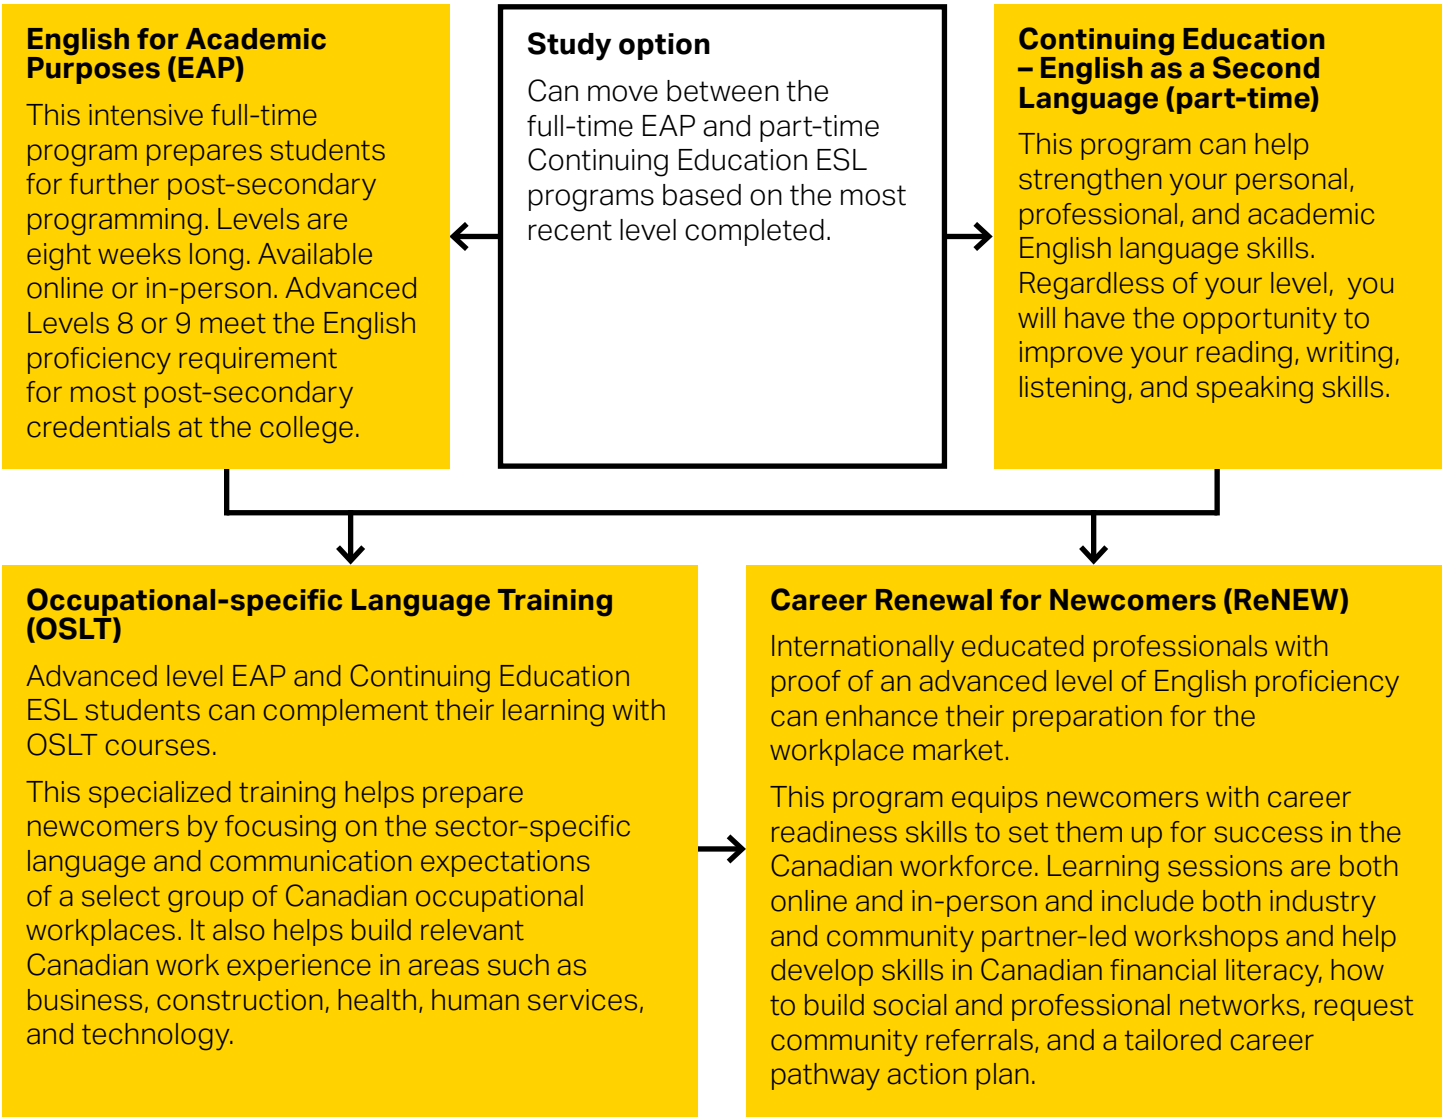 English for Academic
Purposes (EAP)
This intensive full-time
program prepares students
for further post-secondary
programming. Levels are
eight weeks long. Available
online or in-person. Advanced
Levels 8 or 9 meet the English
proficiency requirement
for most post-secondary
credentials at the college.
Study option
Can move between the
full-time EAP and part-time
Continuing Education ESL
programs based on the most
recent level completed.
Continuing Education
– English as a Second
Language (part-time)
This program can help
strengthen your personal,
professional, and academic
English language skills.
Regardless of your level, you
will have the opportunity to
improve your reading, writing,
listening, and speaking skills.
Occupational-specific Language Training
(OSLT)
Advanced level EAP and Continuing Education
ESL students can complement their learning with
OSLT courses.
This specialized training helps prepare
newcomers by focusing on the sector-specific
language and communication expectations
of a select group of Canadian occupational
workplaces. It also helps build relevant
Canadian work experience in areas such as
business, construction, health, human services,
and technology.
Career Renewal for Newcomers (ReNEW)
Internationally educated professionals with
proof of an advanced level of English proficiency
can enhance their preparation for the
workplace market.
This program equips newcomers with career
readiness skills to set them up for success in the
Canadian workforce. Learning sessions are both
online and in-person and include both industry
and community partner-led workshops and help
develop skills in Canadian financial literacy, how
to build social and professional networks, request
community referrals, and a tailored career
pathway action plan.